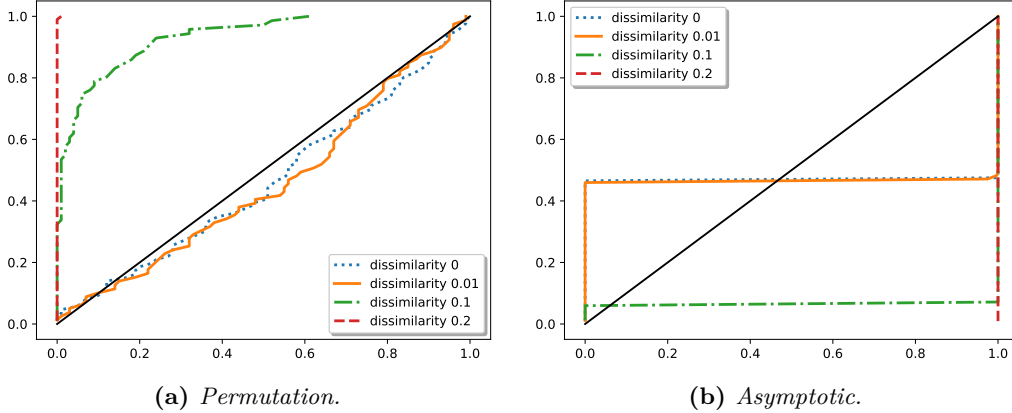 1.0
0.8
0.6
0.4
0.2
0.0
0.0 0.2 0.4 0.6 0.8 1.0
dissimilarity 0
dissimilarity 0.01
dissimilarity 0.1
dissimilarity 0.2
(a) Permutation.
1.0
0.8
0.6
0.4
0.2
0.0
0.0 0.2 0.4 0.6 0.8 1.0
dissimilarity 0
dissimilarity 0.01
dissimilarity 0.1
dissimilarity 0.2
(b) Asymptotic.